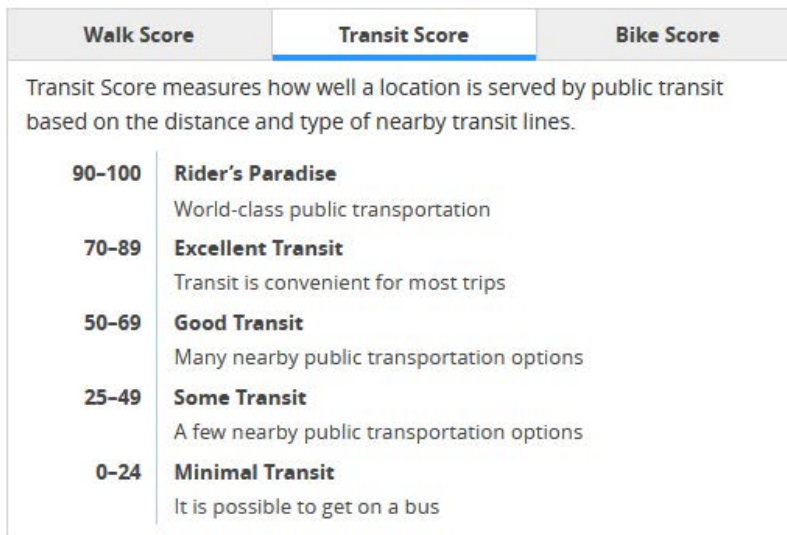 Walk Score Transit Score Bike Score
Transit Score measures how well a location is served by public transit
based on the distance and type of nearby transit lines.
90–100 Rider’s Paradise
World-class public transportation
70–89 Excellent Transit
Transit is convenient for most trips
50–69 Good Transit
Many nearby public transportation options
25–49 Some Transit
A few nearby public transportation options
0–24 Minimal Transit
It is possible to get on a bus